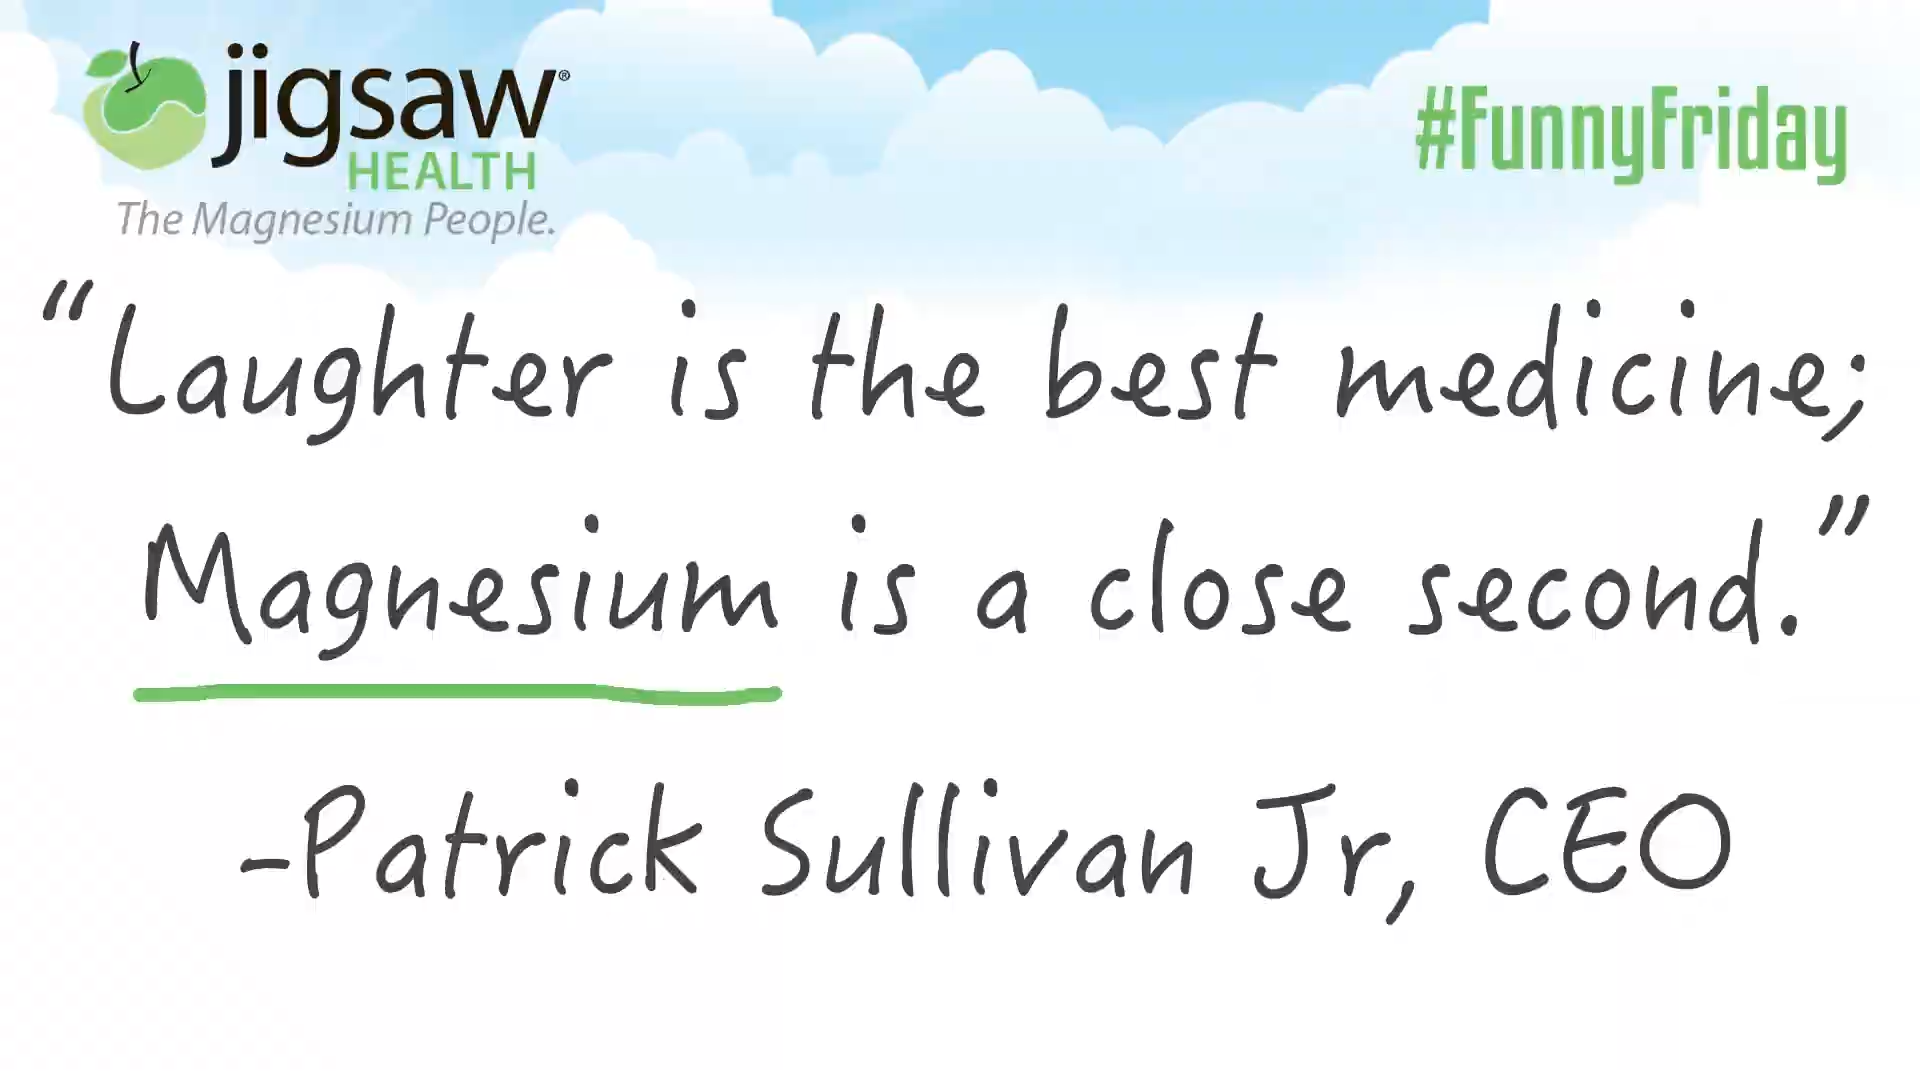 jigsaw®
HEALTH
The Magnesium People.
#FunnyFriday
“Laughter is the best medicine;
Magnesium is a close second.”
-Patrick Sullivan Jr, CEO